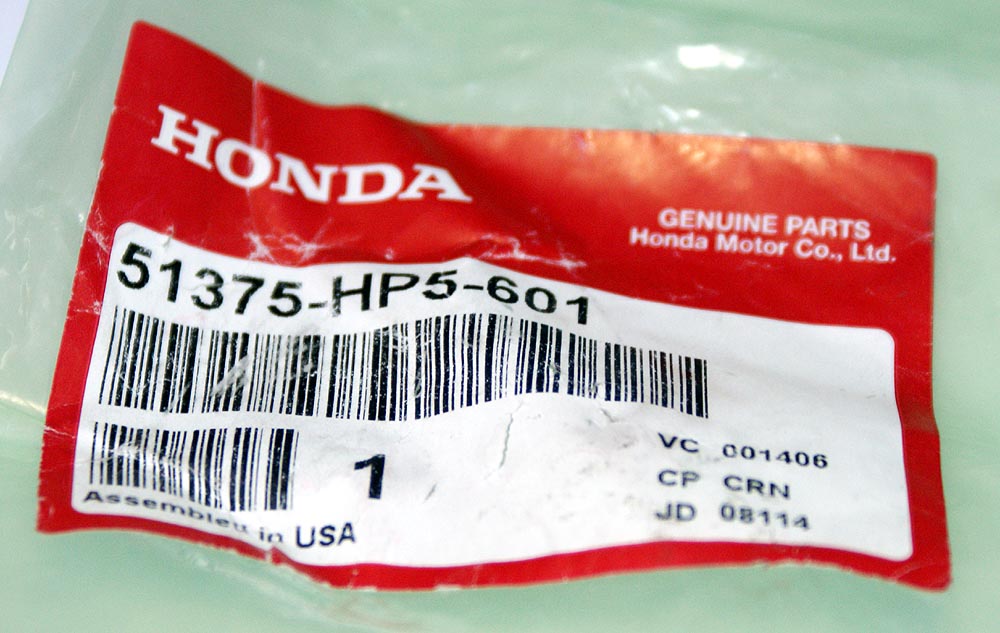 HONDA
GENUINE PARTS
Honda Motor Co., Ltd.
51375-HP5-601
1
VC 001406
CP CRN
JD 08114
Assembled in USA